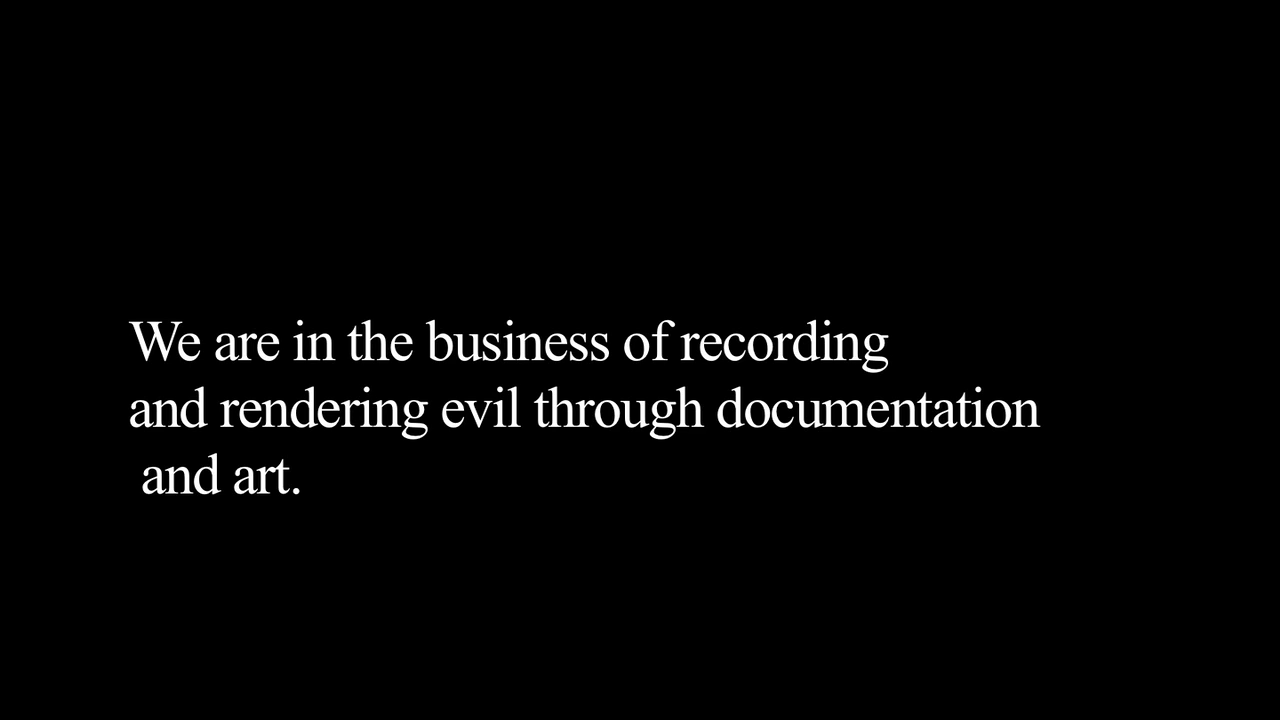 We are in the business of recording
and rendering evil through documentation
and art.